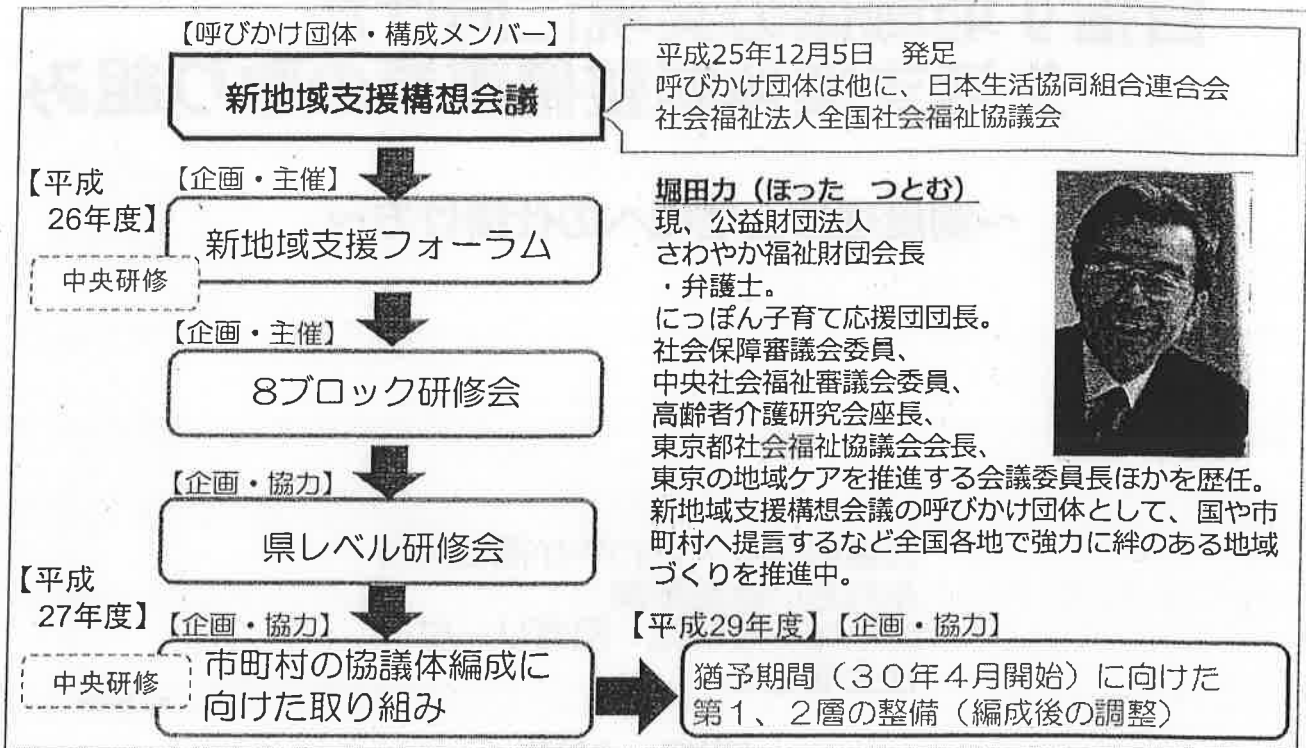 【呼びかけ団体・構成メンバー】
新地域支援構想会議
平成25年12月5日　発足
呼びかけ団体は他に、日本生活協同組合連合会
社会福祉法人全国社会福祉協議会
【平成
26年度】
【企画・主催】
新地域支援フォーラム
中央研修
【企画・主催】
8ブロック研修会
【企画・協力】
県レベル研修会
【平成
27年度】
【企画・協力】
市町村の協議体編成に
向けた取り組み
中央研修
堀田力（ほった　つとむ）
現、公益財団法人
さわやか福祉財団会長
・弁護士。
にっぽん子育て応援団団長。
社会保障審議会委員、
中央社会福祉審議会委員、
高齢者介護研究会座長、
東京都社会福祉協議会会長、
東京の地域ケアを推進する会議委員長ほかを歴任。
新地域支援構想会議の呼びかけ団体として、国や市
町村へ提言するなど全国各地で強力に絆のある地域
づくりを推進中。
【平成29年度】【企画・協力】
猶予期間（３０年４月開始）に向けた
第１、２層の整備（編成後の調整）